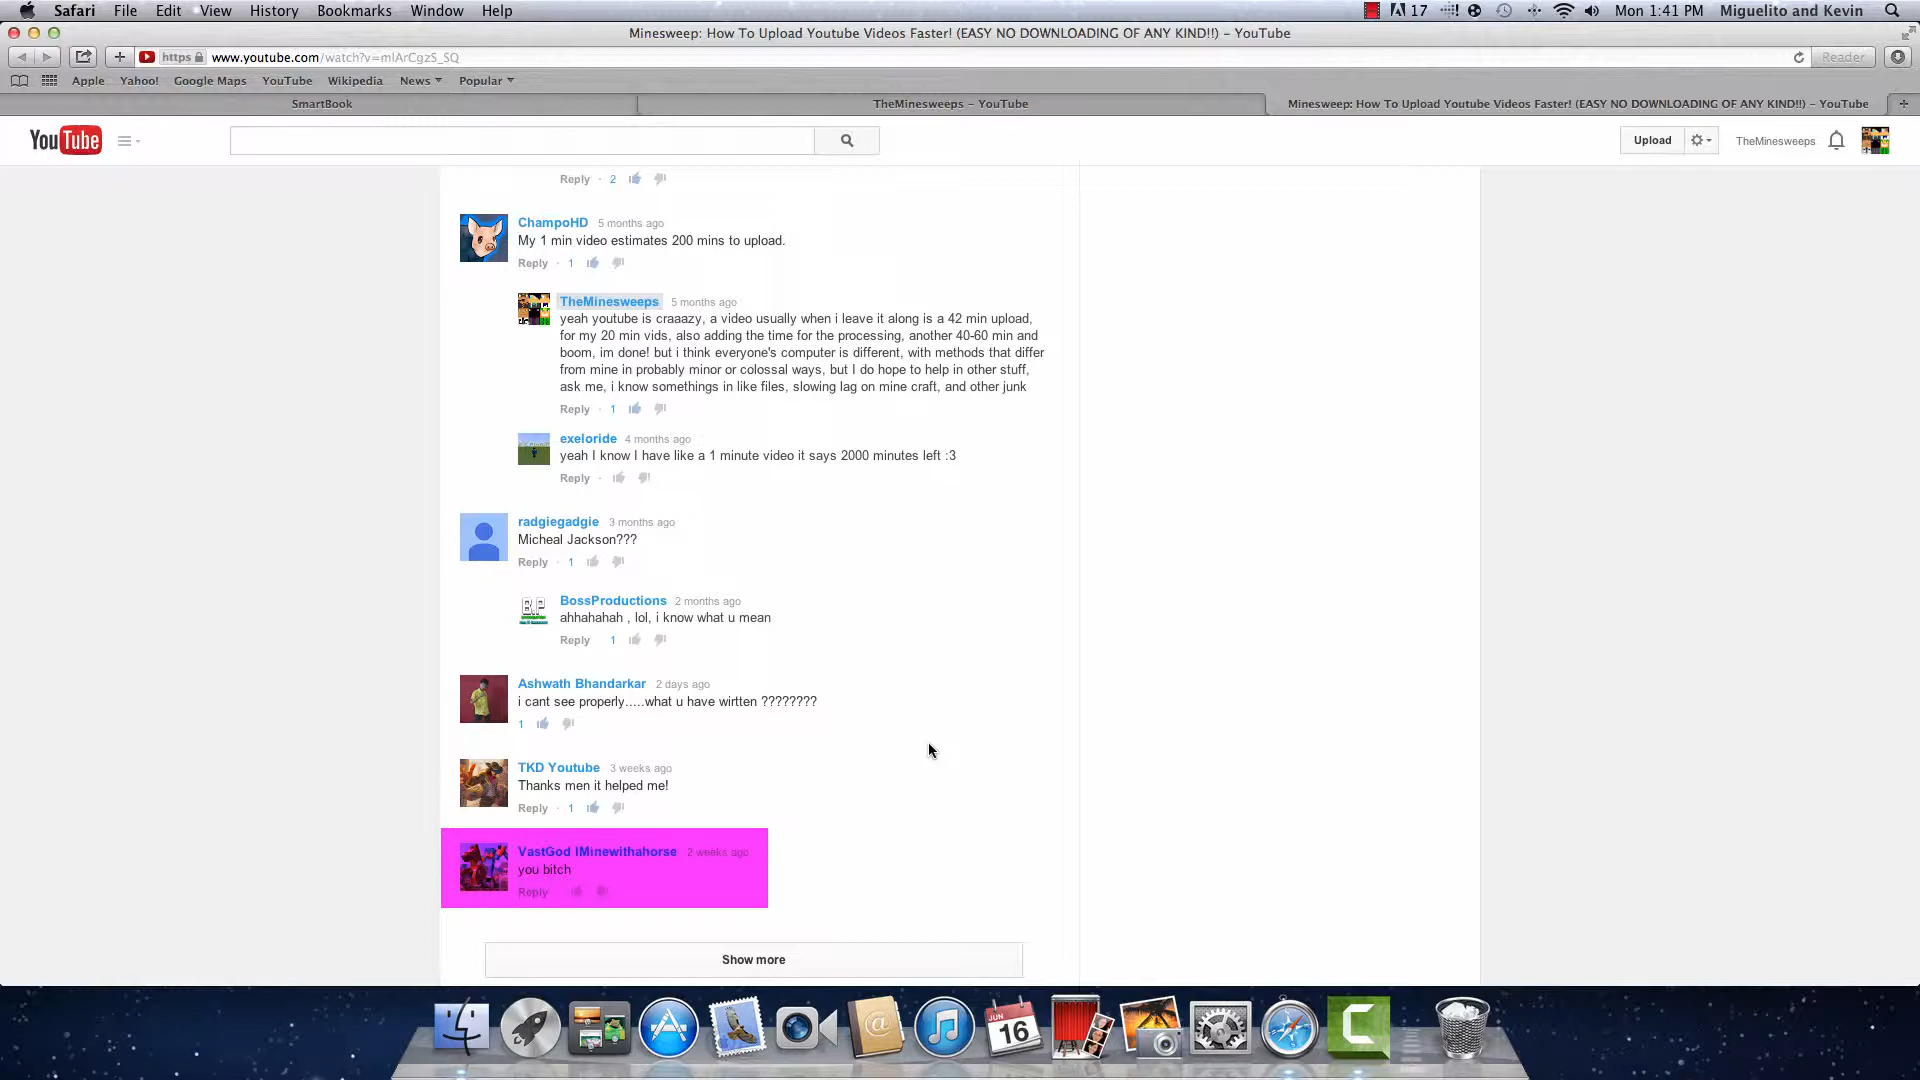 Safari File Edit View History Bookmarks Window Help 17 Mon 1:41 PM Miguelito and Kevin
Minesweep: How To Upload Youtube Videos Faster! (EASY NO DOWNLOADING OF ANY KIND!!) – YouTube
https www.youtube.com/watch?v=mlArCgzS_SQ Reader
Apple Yahoo! Google Maps YouTube Wikipedia News Popular
SmartBook TheMinesweeps – YouTube Minesweep: How To Upload Youtube Videos Faster! (EASY NO DOWNLOADING OF ANY KIND!!) – YouTube
YouTube Upload TheMinesweeps
Reply · 2
ChampoHD 5 months ago
My 1 min video estimates 200 mins to upload.
Reply · 1
TheMinesweeps 5 months ago
yeah youtube is craaazy, a video usually when i leave it along is a 42 min upload,
for my 20 min vids, also adding the time for the processing, another 40-60 min and
boom, im done! but i think everyone's computer is different, with methods that differ
from mine in probably minor or colossal ways, but I do hope to help in other stuff,
ask me, i know somethings in like files, slowing lag on mine craft, and other junk
Reply · 1
exeloride 4 months ago
yeah I know I have like a 1 minute video it says 2000 minutes left :3
Reply ·
radgiegadgie 3 months ago
Micheal Jackson???
Reply · 1
BossProductions 2 months ago
ahhahahah , lol, i know what u mean
Reply 1
Ashwath Bhandarkar 2 days ago
i cant see properly.....what u have wirtten ????????
1
TKD Youtube 3 weeks ago
Thanks men it helped me!
Reply · 1
VastGod IMinewithahorse 2 weeks ago
you bitch
Reply
Show more
JUN
16